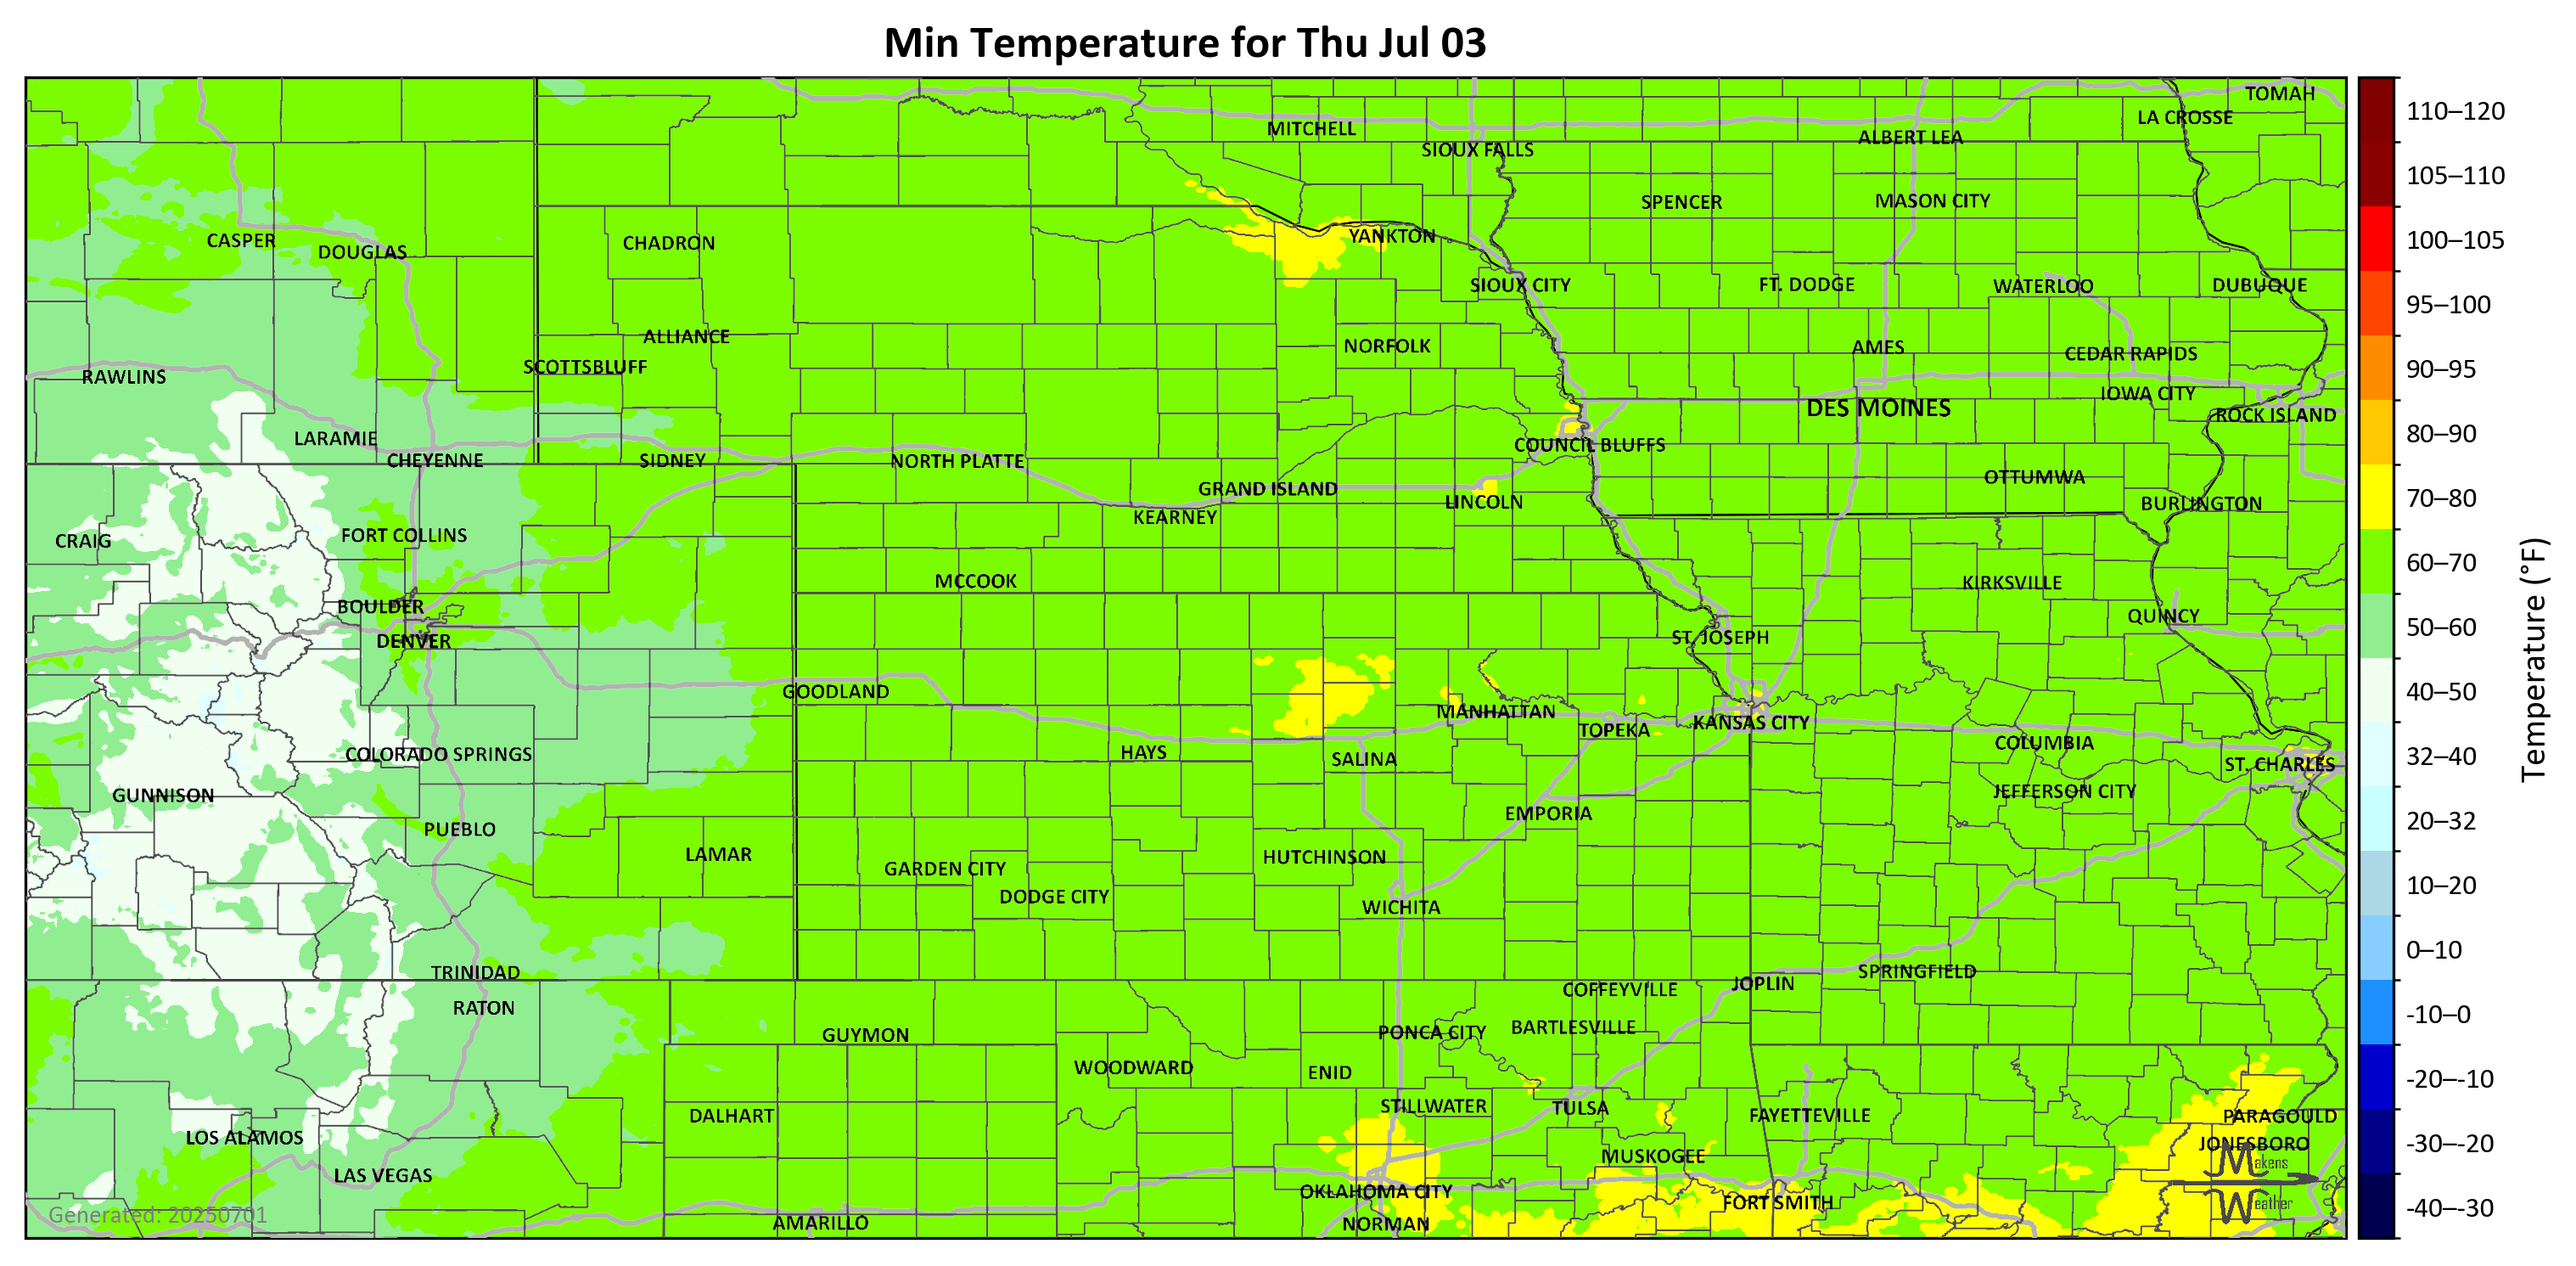 Min Temperature for Thu Jul 03
TOMAH
LA CROSSE
MITCHELL
ALBERT LEA
SIOUX FALLS
SPENCER
MASON CITY
CASPER
DOUGLAS
CHADRON
YANKTON
SIOUX CITY
FT. DODGE
WATERLOO
DUBUQUE
ALLIANCE
NORFOLK
AMES
CEDAR RAPIDS
SCOTTSBLUFF
RAWLINS
IOWA CITY
DES MOINES
ROCK ISLAND
LARAMIE
COUNCIL BLUFFS
CHEYENNE
SIDNEY
NORTH PLATTE
OTTUMWA
GRAND ISLAND
LINCOLN
BURLINGTON
KEARNEY
CRAIG
FORT COLLINS
MCCOOK
KIRKSVILLE
BOULDER
QUINCY
DENVER
ST. JOSEPH
GOODLAND
MANHATTAN
KANSAS CITY
TOPEKA
COLUMBIA
COLORADO SPRINGS
HAYS
SALINA
ST. CHARLES
GUNNISON
JEFFERSON CITY
EMPORIA
PUEBLO
LAMAR
HUTCHINSON
GARDEN CITY
DODGE CITY
WICHITA
TRINIDAD
SPRINGFIELD
JOPLIN
COFFEYVILLE
RATON
GUYMON
PONCA CITY
BARTLESVILLE
WOODWARD
ENID
STILLWATER
TULSA
DALHART
FAYETTEVILLE
PARAGOULD
LOS ALAMOS
JONESBORO
MUSKOGEE
LAS VEGAS
OKLAHOMA CITY
FORT SMITH
AMARILLO
NORMAN
Generated: 20250701
Makens
Weather
110–120
105–110
100–105
95–100
90–95
80–90
70–80
60–70
50–60
40–50
32–40
20–32
10–20
0–10
-10–0
-20–-10
-30–-20
-40–-30
Temperature (°F)